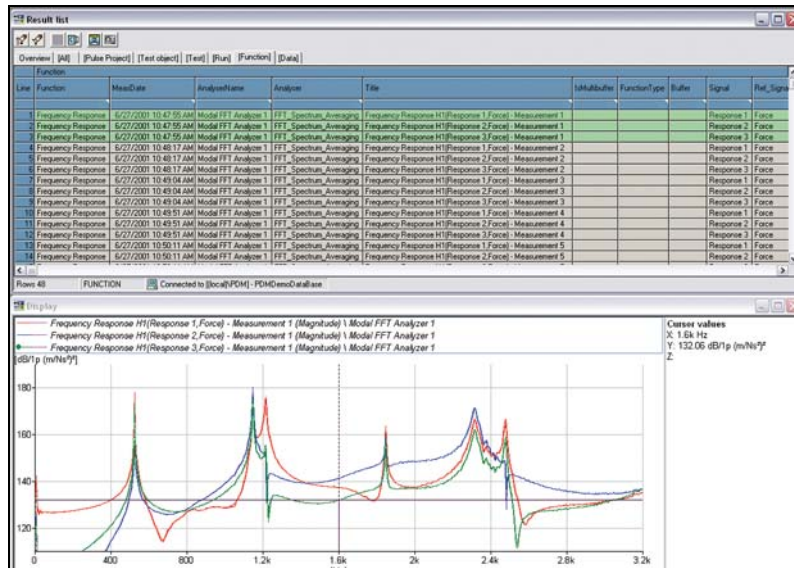 Result list
Overview [All] [Pulse Project] [Test object] [Test] [Run] [Function] [Data]
Function
Line Function MeasDate AnalyserName Analyser Title IsMultibuffer FunctionType Buffer Signal Ref_Signa
1 Frequency Response 6/27/2001 10:47:55 AM Modal FFT Analyzer 1 FFT_Spectrum_Averaging Frequency Response H1(Response 1,Force) - Measurement 1 Response 1 Force
2 Frequency Response 6/27/2001 10:47:55 AM Modal FFT Analyzer 1 FFT_Spectrum_Averaging Frequency Response H1(Response 2,Force) - Measurement 1 Response 2 Force
3 Frequency Response 6/27/2001 10:47:55 AM Modal FFT Analyzer 1 FFT_Spectrum_Averaging Frequency Response H1(Response 3,Force) - Measurement 1 Response 3 Force
4 Frequency Response 6/27/2001 10:48:17 AM Modal FFT Analyzer 1 FFT_Spectrum_Averaging Frequency Response H1(Response 1,Force) - Measurement 2 Response 1 Force
5 Frequency Response 6/27/2001 10:48:17 AM Modal FFT Analyzer 1 FFT_Spectrum_Averaging Frequency Response H1(Response 2,Force) - Measurement 2 Response 2 Force
6 Frequency Response 6/27/2001 10:48:17 AM Modal FFT Analyzer 1 FFT_Spectrum_Averaging Frequency Response H1(Response 3,Force) - Measurement 2 Response 3 Force
7 Frequency Response 6/27/2001 10:49:04 AM Modal FFT Analyzer 1 FFT_Spectrum_Averaging Frequency Response H1(Response 1,Force) - Measurement 3 Response 1 Force
8 Frequency Response 6/27/2001 10:49:04 AM Modal FFT Analyzer 1 FFT_Spectrum_Averaging Frequency Response H1(Response 2,Force) - Measurement 3 Response 2 Force
9 Frequency Response 6/27/2001 10:49:04 AM Modal FFT Analyzer 1 FFT_Spectrum_Averaging Frequency Response H1(Response 3,Force) - Measurement 3 Response 3 Force
10 Frequency Response 6/27/2001 10:49:51 AM Modal FFT Analyzer 1 FFT_Spectrum_Averaging Frequency Response H1(Response 1,Force) - Measurement 4 Response 1 Force
11 Frequency Response 6/27/2001 10:49:51 AM Modal FFT Analyzer 1 FFT_Spectrum_Averaging Frequency Response H1(Response 2,Force) - Measurement 4 Response 2 Force
12 Frequency Response 6/27/2001 10:49:51 AM Modal FFT Analyzer 1 FFT_Spectrum_Averaging Frequency Response H1(Response 3,Force) - Measurement 4 Response 3 Force
13 Frequency Response 6/27/2001 10:50:11 AM Modal FFT Analyzer 1 FFT_Spectrum_Averaging Frequency Response H1(Response 1,Force) - Measurement 5 Response 1 Force
14 Frequency Response 6/27/2001 10:50:11 AM Modal FFT Analyzer 1 FFT_Spectrum_Averaging Frequency Response H1(Response 2,Force) - Measurement 5 Response 2 Force
Rows 48 FUNCTION Connected to [(local)\PDM] - PDMDemoDataBase
Display
Frequency Response H1(Response 1,Force) - Measurement 1 (Magnitude) \ Modal FFT Analyzer 1
Frequency Response H1(Response 2,Force) - Measurement 1 (Magnitude) \ Modal FFT Analyzer 1
Frequency Response H1(Response 3,Force) - Measurement 1 (Magnitude) \ Modal FFT Analyzer 1
Cursor values
X: 1.6k Hz
Y: 132.06 dB/1p (m/Ns²)²
Z:
[dB/1p (m/Ns²)²]
180
160
140
120
0 400 800 1.2k 1.6k 2k 2.4k 2.8k 3.2k